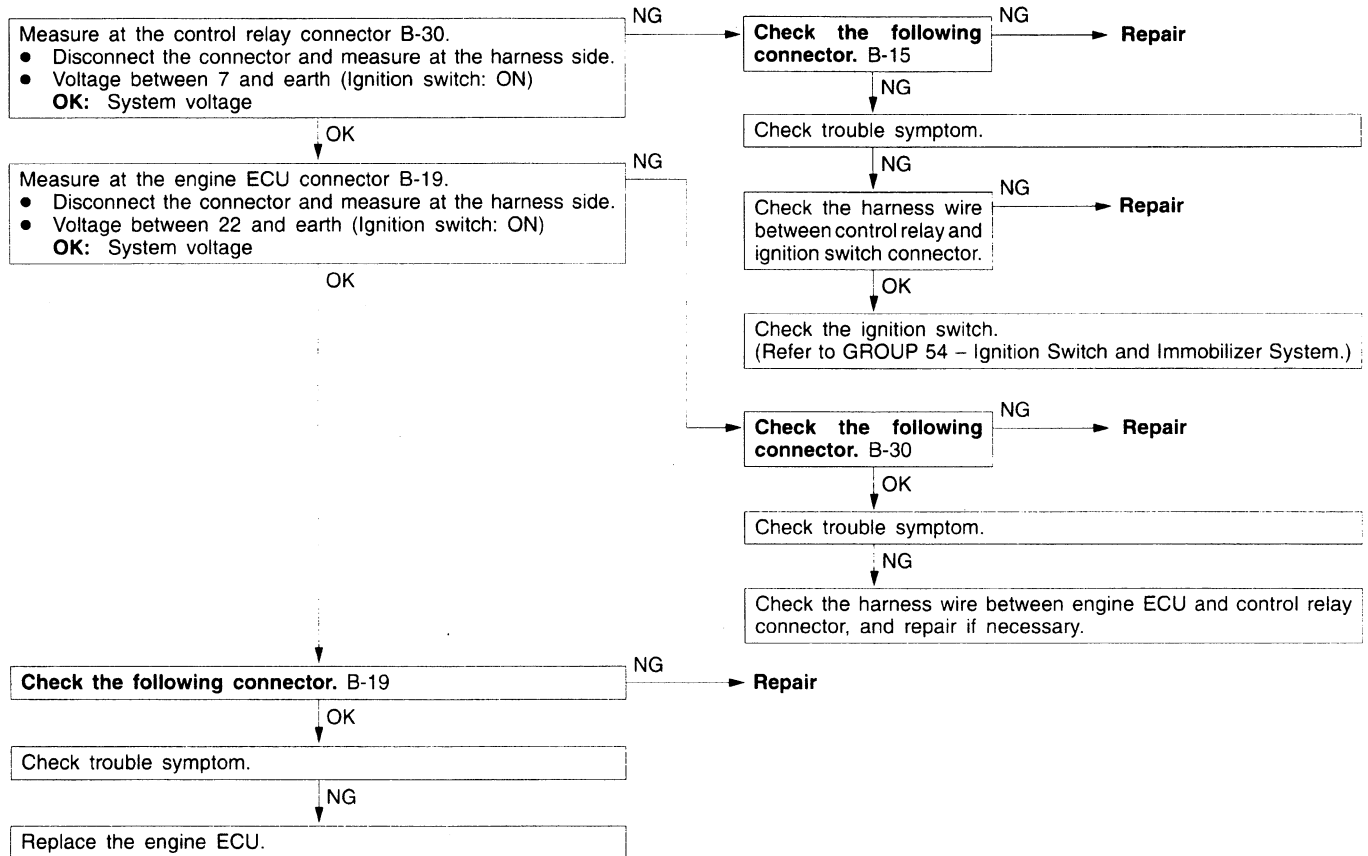 NG
Measure at the control relay connector B-30.
● Disconnect the connector and measure at the harness side.
● Voltage between 7 and earth (Ignition switch: ON)
OK: System voltage
OK
NG
Measure at the engine ECU connector B-19.
● Disconnect the connector and measure at the harness side.
● Voltage between 22 and earth (Ignition switch: ON)
OK: System voltage
OK
NG
Check the following
connector. B-15
Repair
NG
Check trouble symptom.
NG
NG
Check the harness wire
between control relay and
ignition switch connector.
Repair
OK
Check the ignition switch.
(Refer to GROUP 54 – Ignition Switch and Immobilizer System.)
NG
Check the following
connector. B-30
Repair
OK
Check trouble symptom.
NG
Check the harness wire between engine ECU and control relay
connector, and repair if necessary.
NG
Check the following connector. B-19
Repair
OK
Check trouble symptom.
NG
Replace the engine ECU.